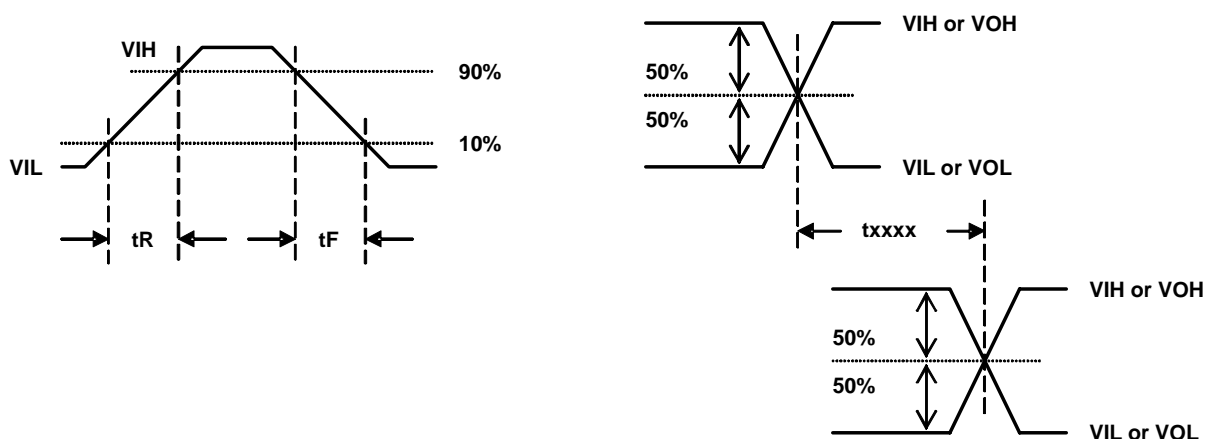 VIH
90%
10%
VIL
tR
tF
VIH or VOH
50%
50%
VIL or VOL
txxxx
VIH or VOH
50%
50%
VIL or VOL